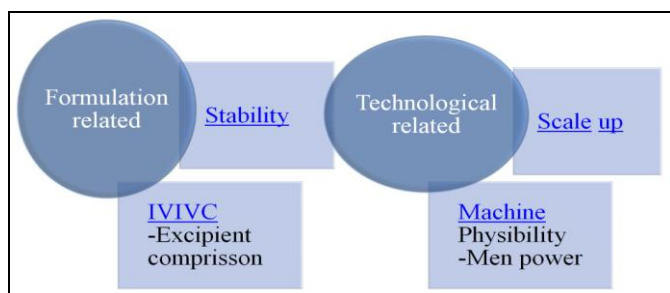 Formulation
related
Stability
IVIVC
-Excipient
comprisson
Technological
related
Scale up
Machine
Physibility
-Men power